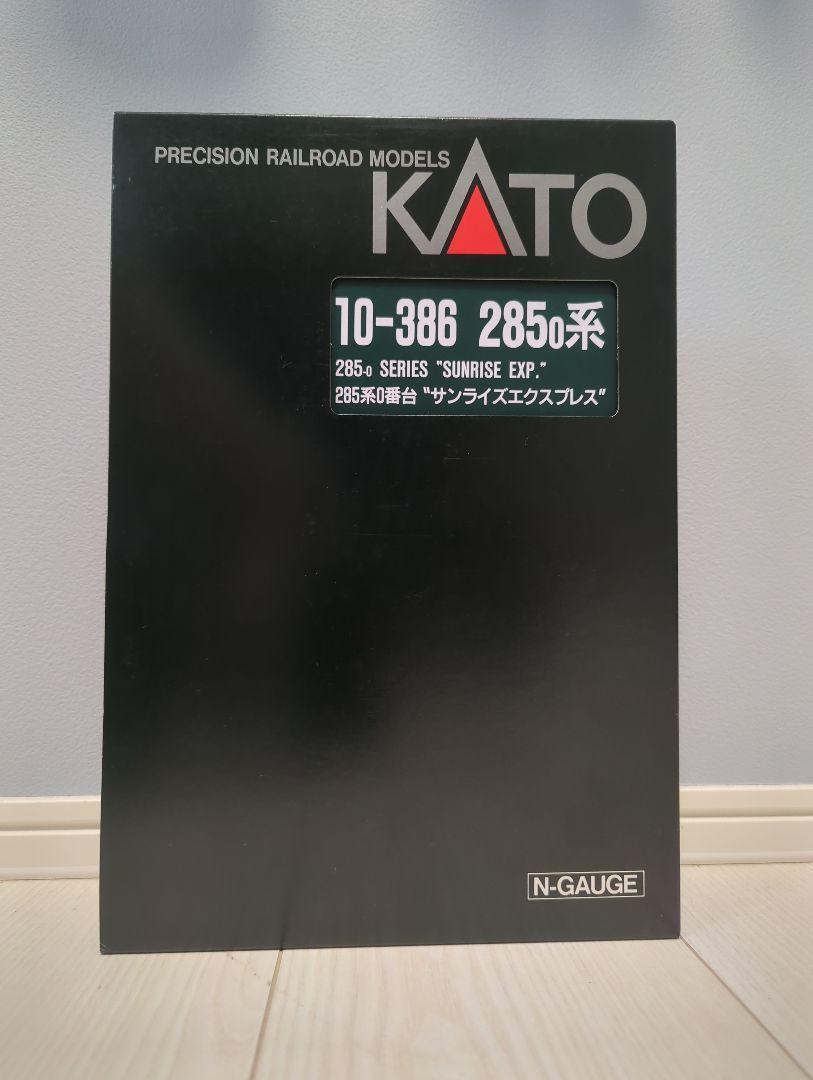 PRECISION RAILROAD MODELS
KATO
10-386 2850系
285-0 SERIES "SUNRISE EXP."
285系0番台 "サンライズエクスプレス"
N-GAUGE